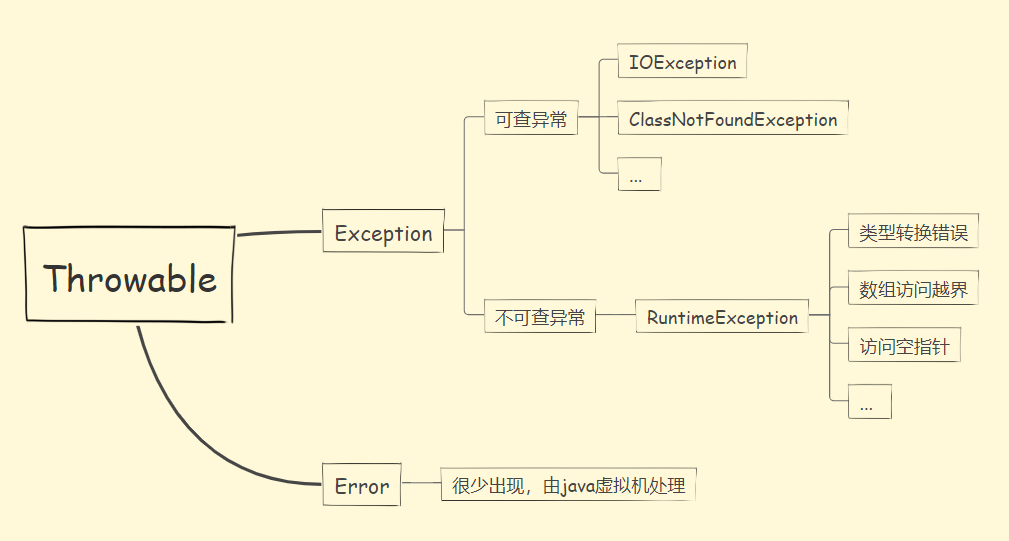 Throwable
Exception
可查异常
IOException
ClassNotFoundException
...
不可查异常
RuntimeException
类型转换错误
数组访问越界
访问空指针
...
Error
很少出现，由java虚拟机处理